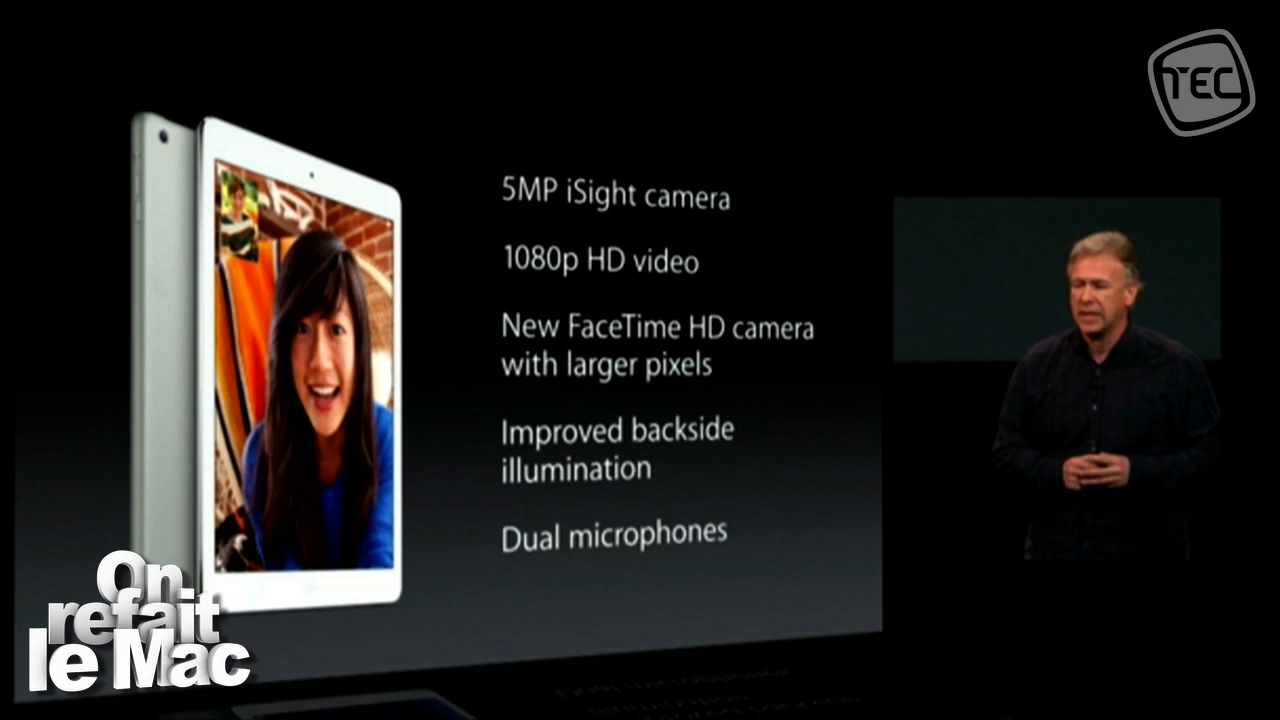 TEC
5MP iSight camera
1080p HD video
New FaceTime HD camera
with larger pixels
Improved backside
illumination
Dual microphones
On
refait
le Mac